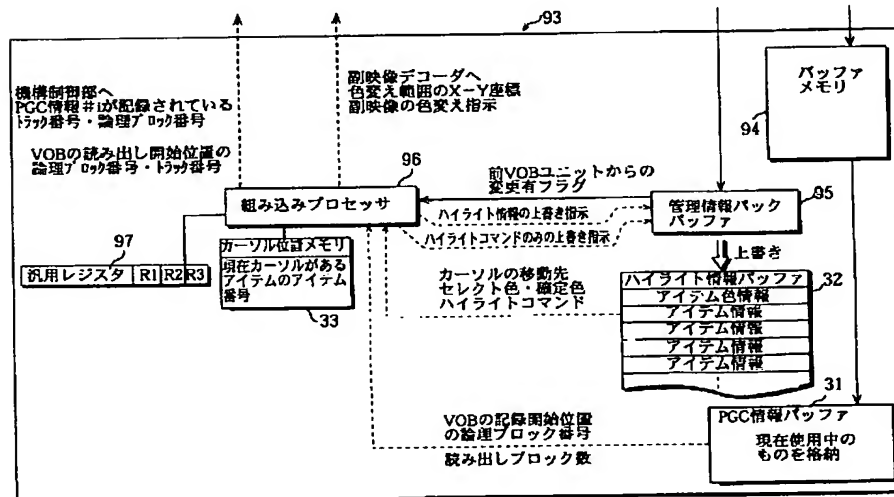 93
機構制御部へ
PGC情報#iが記録されている
トラック番号・論理ブロック番号
VOBの読み出し開始位置の
論理ブロック番号・トラック番号
副映像デコーダへ
色変え範囲のX-Y座標
副映像の色変え指示
バッファ
メモリ
94
96
組み込みプロセッサ
前VOBユニットからの
変更有フラグ
ハイライト情報の上書き指示
ハイライトコマンドのみの上書き指示
95
管理情報パック
バッファ
上書き
97
汎用レジスタ R1 R2 R3
カーソル位置メモリ
現在カーソルがある
アイテムのアイテム
番号
33
カーソルの移動先
セレクト色・確定色
ハイライトコマンド
ハイライト情報バッファ
32
アイテム色情報
アイテム情報
アイテム情報
アイテム情報
アイテム情報
31
VOBの記録開始位置
の論理ブロック番号
読み出しブロック数
PGC情報バッファ
現在使用中の
ものを格納